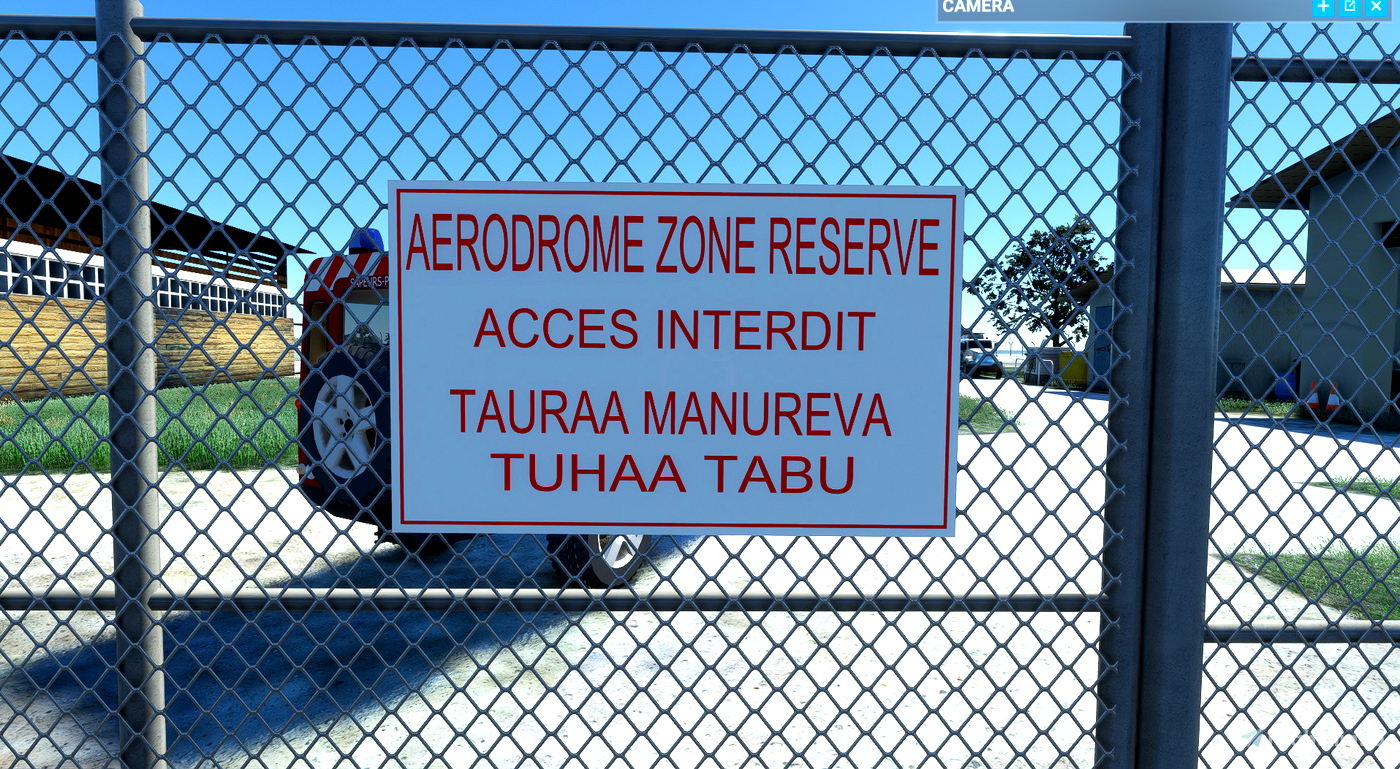 CAMERA
AERODROME ZONE RESERVE
ACCES INTERDIT
TAURAA MANUREVA
TUHAA TABU